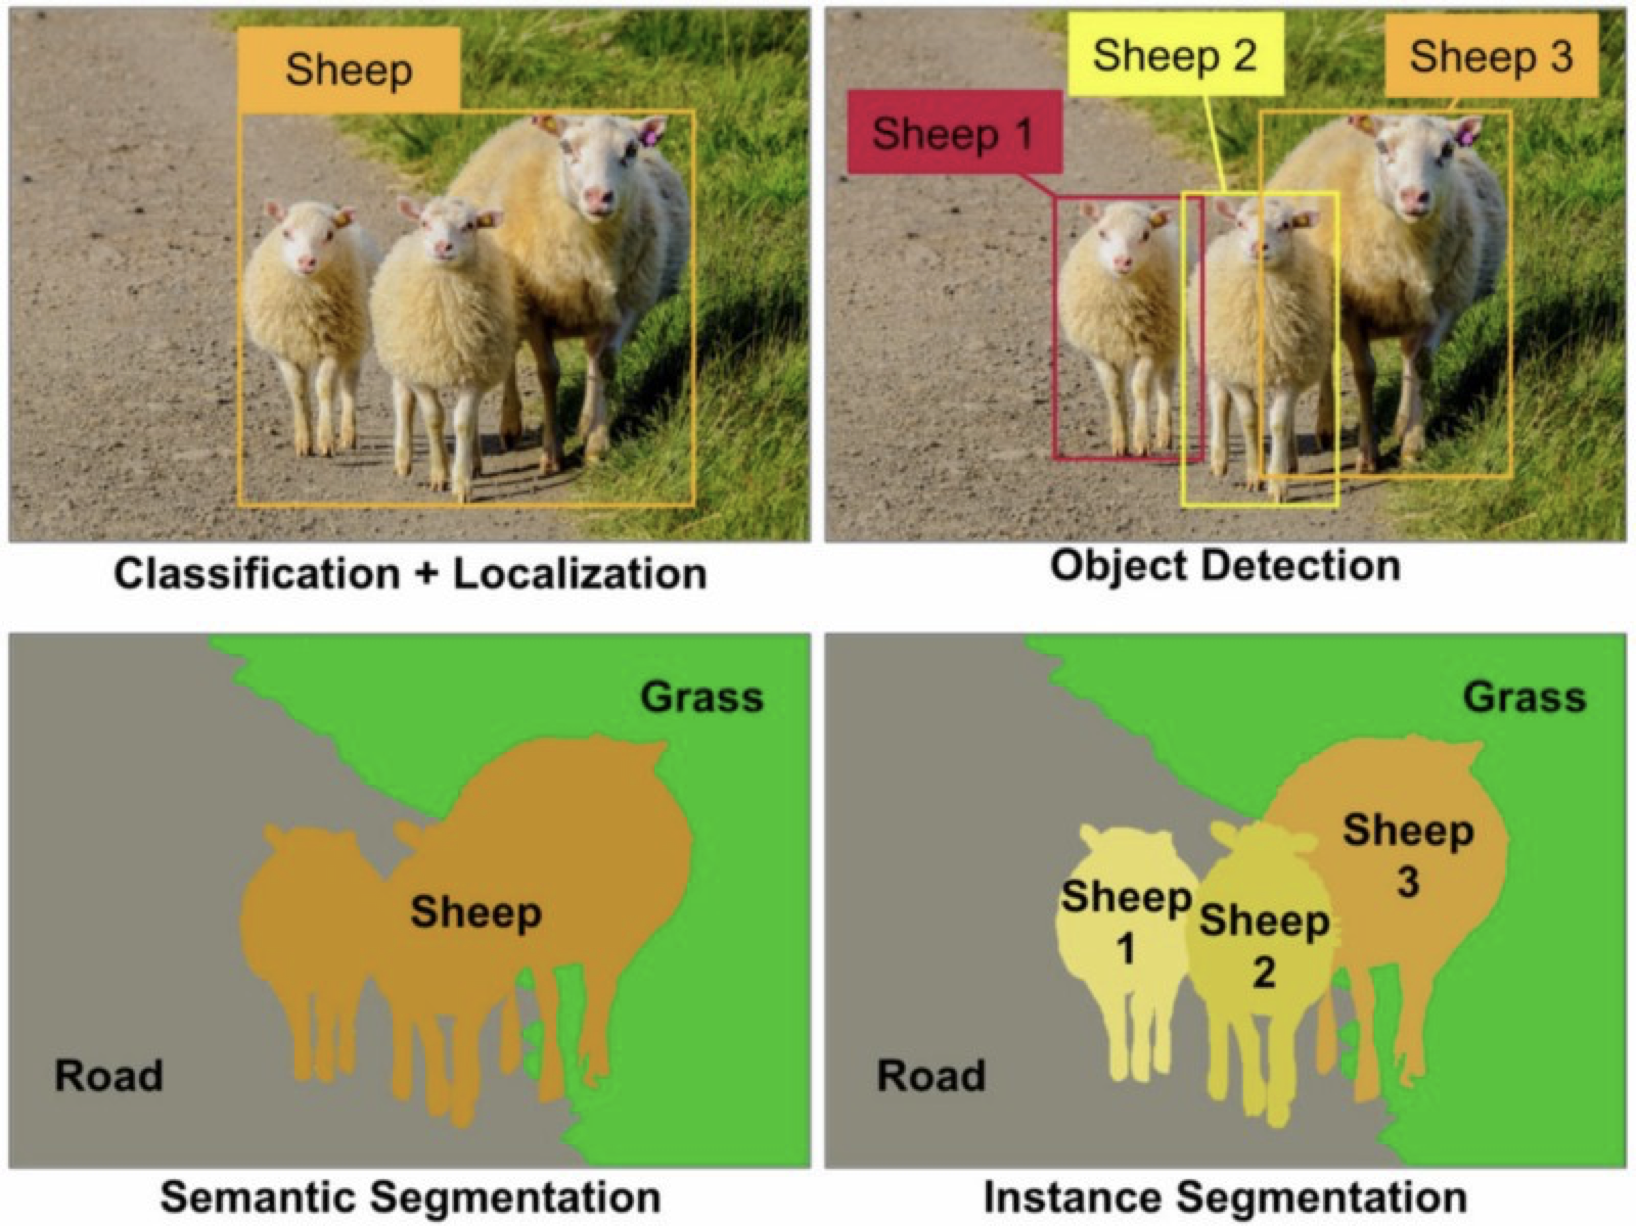 Sheep
Sheep 1
Sheep 2
Sheep 3
Classification + Localization
Object Detection
Grass
Sheep
Road
Grass
Sheep
1
Sheep
2
Sheep
3
Road
Semantic Segmentation
Instance Segmentation